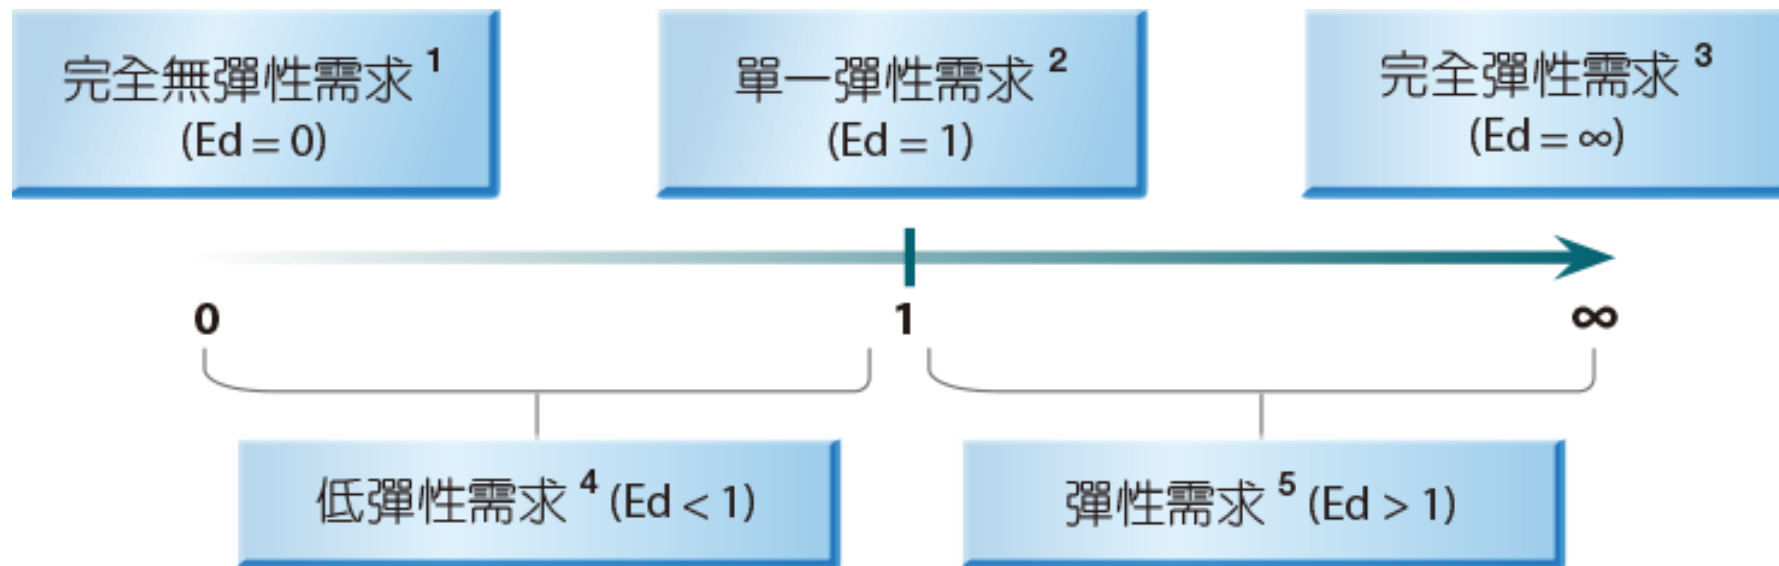 完全無彈性需求 1
(Ed = 0)
單一彈性需求 2
(Ed = 1)
完全彈性需求 3
(Ed = ∞)
0
1
∞
低彈性需求 4 (Ed < 1)
彈性需求 5 (Ed > 1)